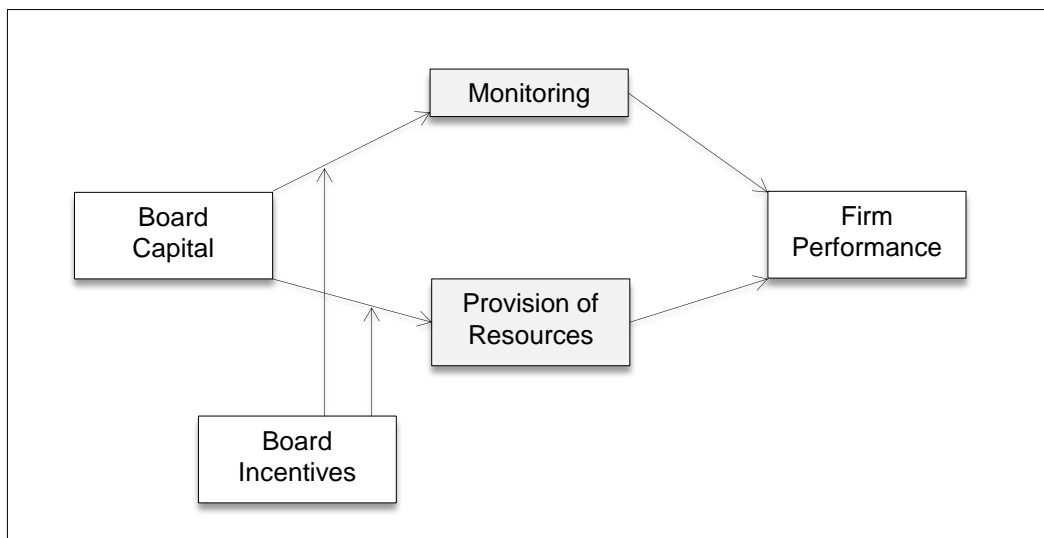 Monitoring
Board
Capital
Firm
Performance
Provision of
Resources
Board
Incentives